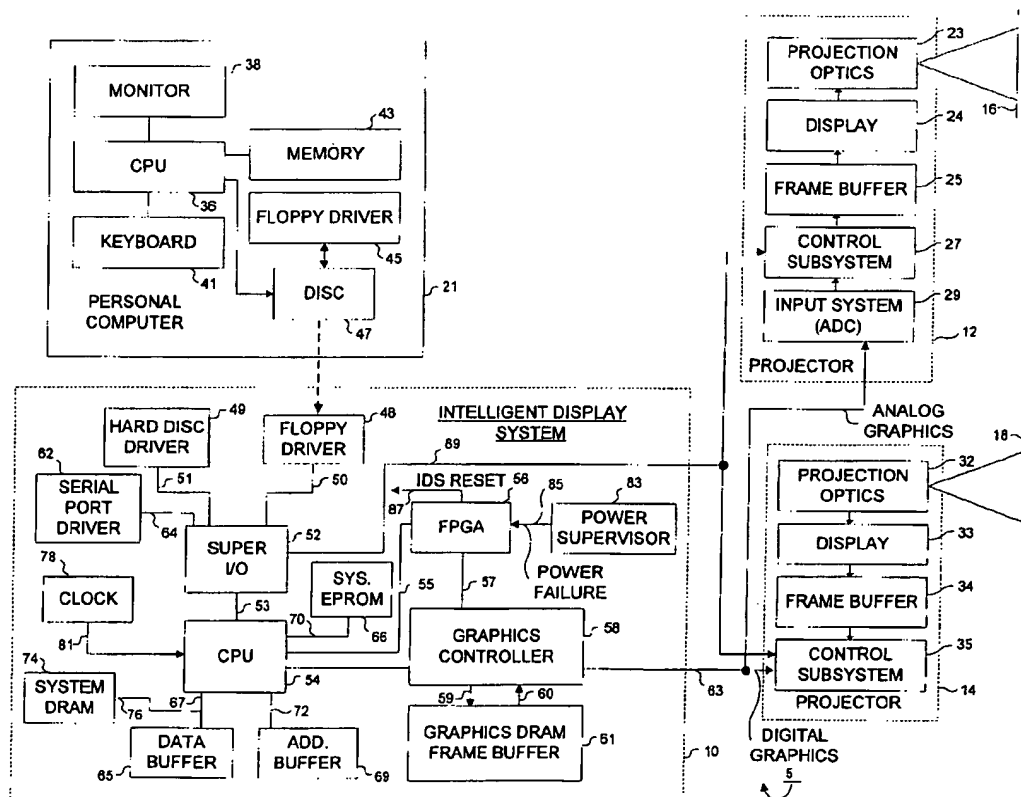 38
MONITOR
43
MEMORY
CPU
36
FLOPPY DRIVER
45
KEYBOARD
41
DISC
47
PERSONAL
COMPUTER
21
23
PROJECTION
OPTICS
16
24
DISPLAY
25
FRAME BUFFER
27
CONTROL
SUBSYSTEM
29
INPUT SYSTEM
(ADC)
12
PROJECTOR
ANALOG
GRAPHICS
INTELLIGENT DISPLAY
SYSTEM
49
HARD DISC
DRIVER
48
FLOPPY
DRIVER
62
SERIAL
PORT
DRIVER
51
50
64
89
IDS RESET
56
87
FPGA
85
83
POWER
SUPERVISOR
POWER
FAILURE
52
SUPER
I/O
78
CLOCK
81
53
SYS.
EPROM
66
70
55
57
CPU
54
58
GRAPHICS
CONTROLLER
59
60
63
74
SYSTEM
DRAM
76
67
72
DATA
BUFFER
65
ADD.
BUFFER
69
GRAPHICS DRAM
FRAME BUFFER
61
10
18
32
PROJECTION
OPTICS
33
DISPLAY
34
FRAME BUFFER
35
CONTROL
SUBSYSTEM
PROJECTOR
14
DIGITAL
GRAPHICS
5